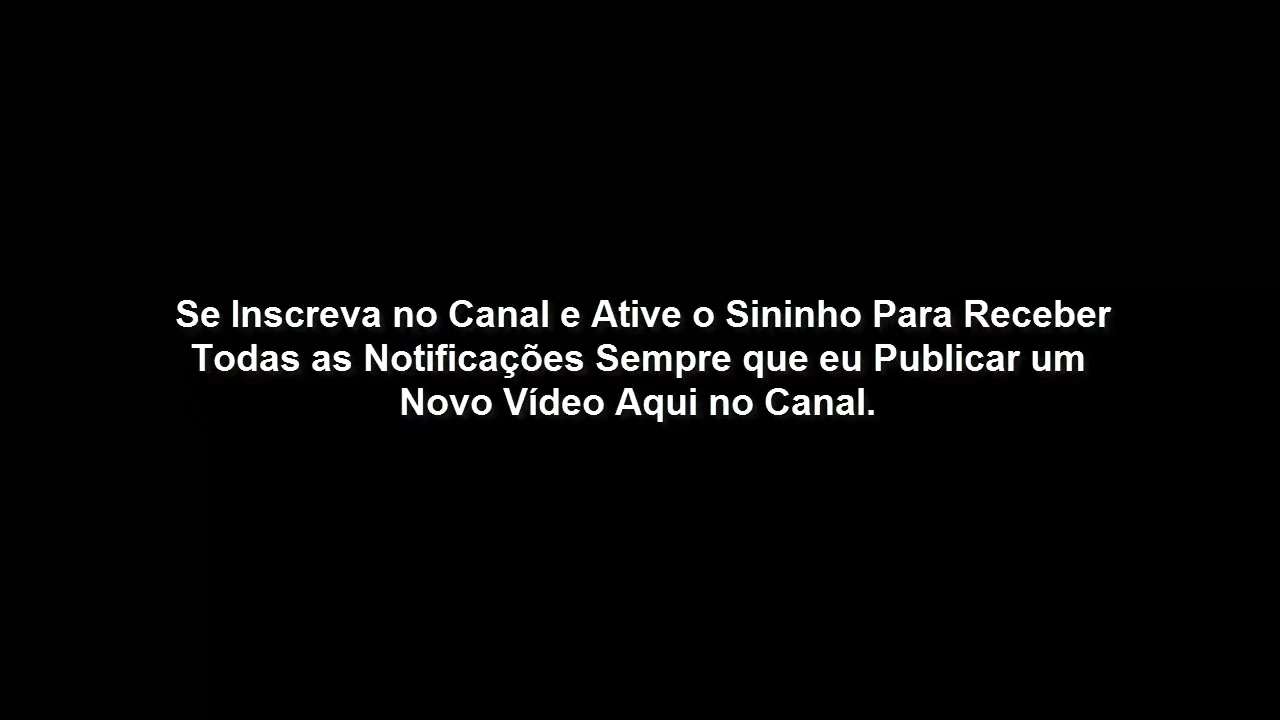 Se Inscreva no Canal e Ative o Sininho Para Receber
Todas as Notificações Sempre que eu Publicar um
Novo Vídeo Aqui no Canal.